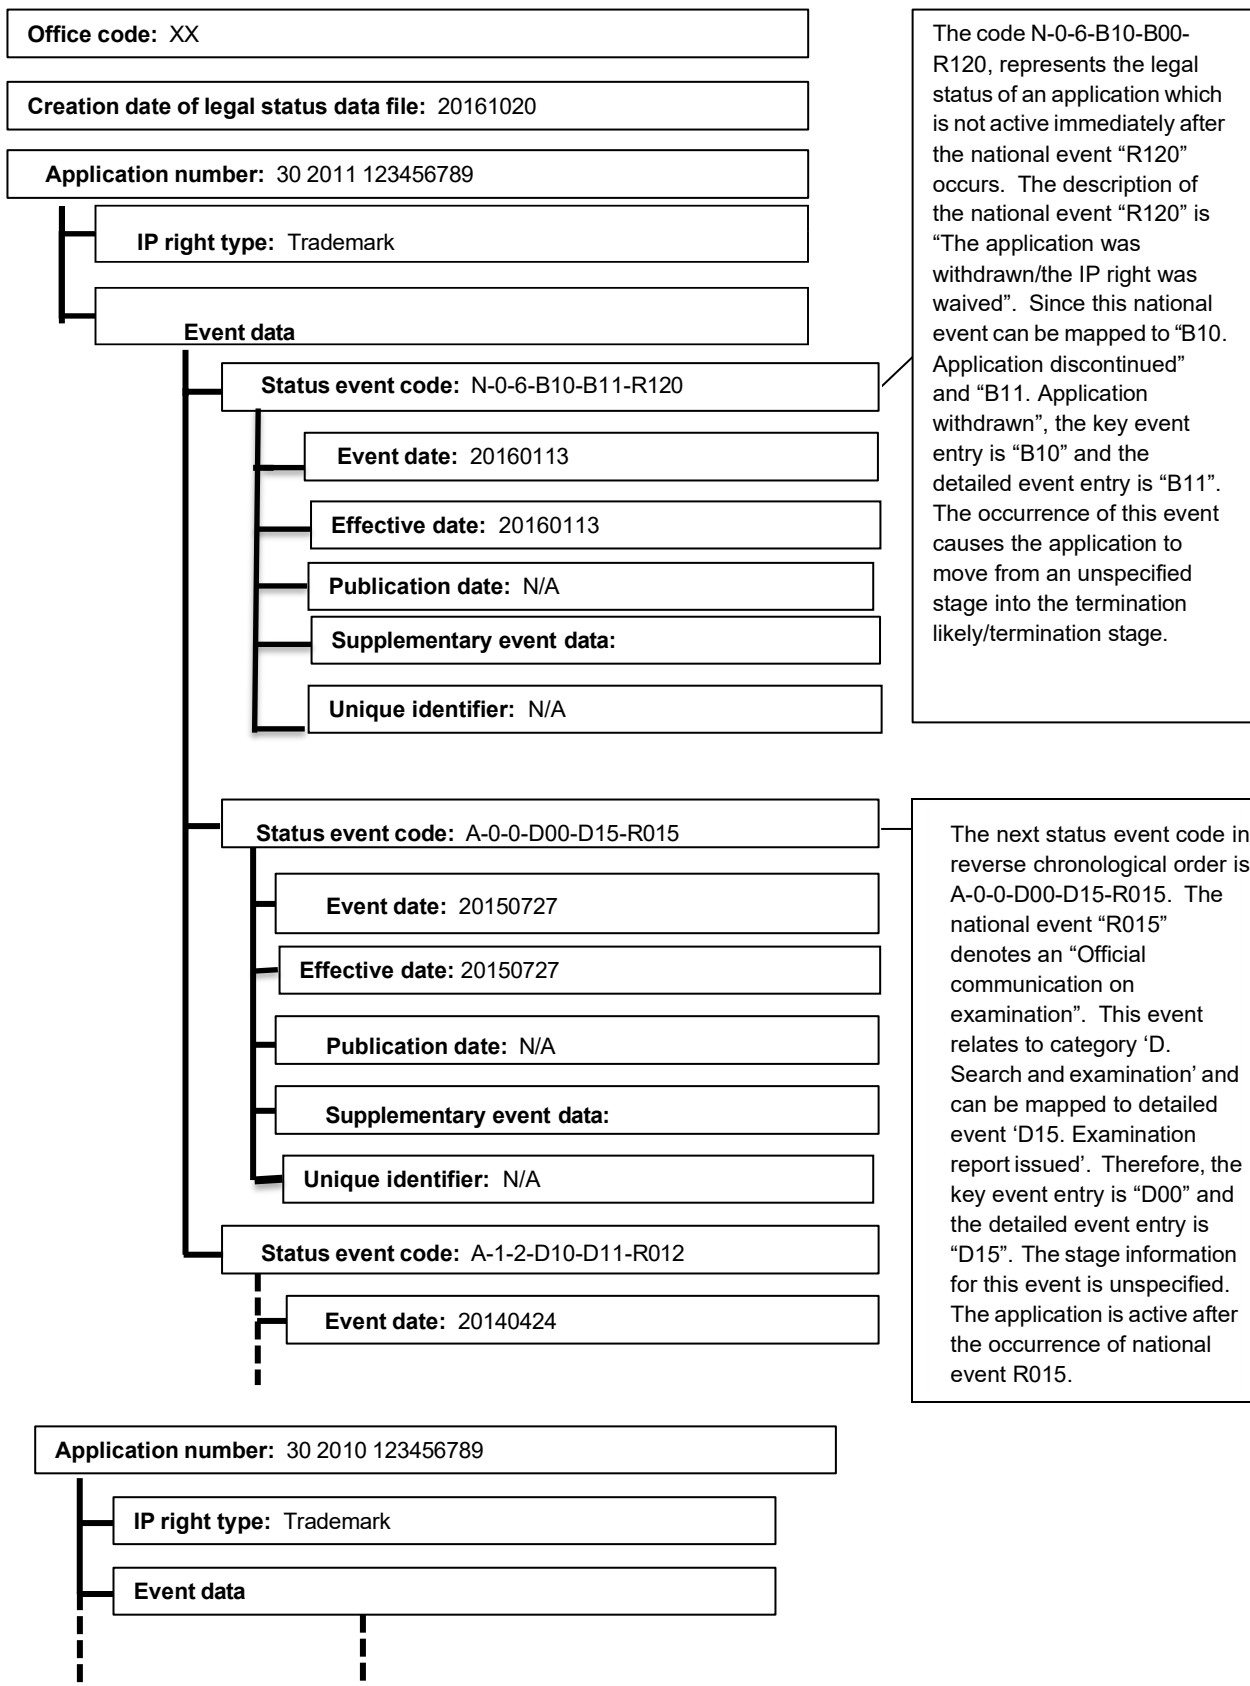 Office code: XX
Creation date of legal status data file: 20161020
Application number: 30 2011 123456789
IP right type: Trademark
Event data
Status event code: N-0-6-B10-B11-R120
Event date: 20160113
Effective date: 20160113
Publication date: N/A
Supplementary event data:
Unique identifier: N/A
The code N-0-6-B10-B00-
R120, represents the legal
status of an application which
is not active immediately after
the national event “R120”
occurs. The description of
the national event “R120” is
“The application was
withdrawn/the IP right was
waived”. Since this national
event can be mapped to “B10.
Application discontinued”
and “B11. Application
withdrawn”, the key event
entry is “B10” and the
detailed event entry is “B11”.
The occurrence of this event
causes the application to
move from an unspecified
stage into the termination
likely/termination stage.
Status event code: A-0-0-D00-D15-R015
Event date: 20150727
Effective date: 20150727
Publication date: N/A
Supplementary event data:
Unique identifier: N/A
Status event code: A-1-2-D10-D11-R012
Event date: 20140424
The next status event code in
reverse chronological order is
A-0-0-D00-D15-R015. The
national event “R015”
denotes an “Official
communication on
examination”. This event
relates to category ‘D.
Search and examination’ and
can be mapped to detailed
event ‘D15. Examination
report issued’. Therefore, the
key event entry is “D00” and
the detailed event entry is
“D15”. The stage information
for this event is unspecified.
The application is active after
the occurrence of national
event R015.
Application number: 30 2010 123456789
IP right type: Trademark
Event data